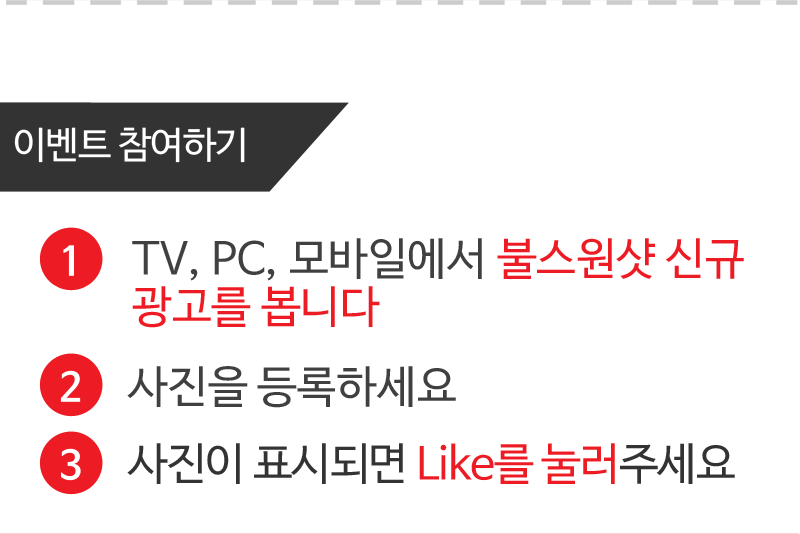 이벤트 참여하기
1 TV, PC, 모바일에서 불스원샷 신규
광고를 봅니다
2 사진을 등록하세요
3 사진이 표시되면 Like를 눌러주세요